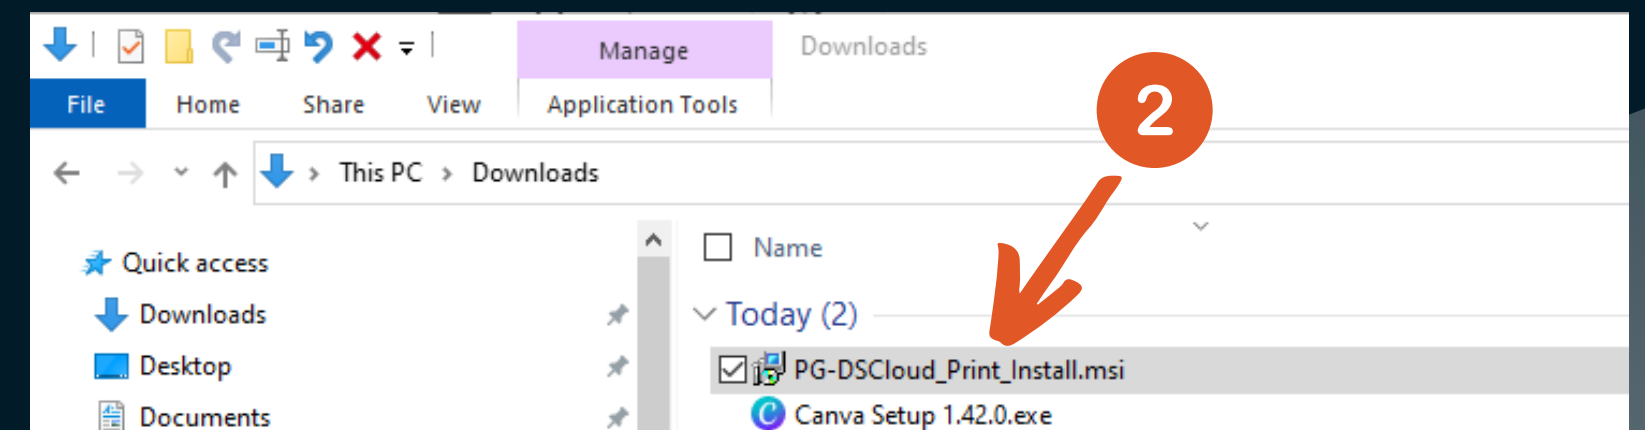 Manage Downloads
File Home Share View Application Tools
This PC > Downloads
2
Quick access
Downloads
Desktop
Documents
Name
Today (2)
PG-DSCloud_Print_Install.msi
Canva Setup 1.42.0.exe